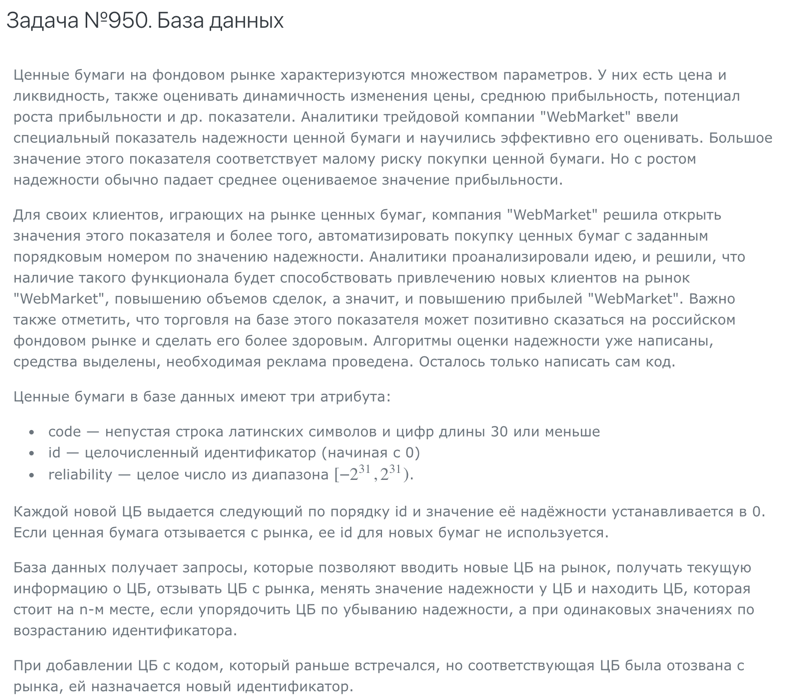 Задача №950. База данных
Ценные бумаги на фондовом рынке характеризуются множеством параметров. У них есть цена и
ликвидность, также оценивать динамичность изменения цены, среднюю прибыльность, потенциал
роста прибыльности и др. показатели. Аналитики трейдовой компании "WebMarket" ввели
специальный показатель надежности ценной бумаги и научились эффективно его оценивать. Большое
значение этого показателя соответствует малому риску покупки ценной бумаги. Но с ростом
надежности обычно падает среднее оцениваемое значение прибыльности.
Для своих клиентов, играющих на рынке ценных бумаг, компания "WebMarket" решила открыть
значения этого показателя и более того, автоматизировать покупку ценных бумаг с заданным
порядковым номером по значению надежности. Аналитики проанализировали идею, и решили, что
наличие такого функционала будет способствовать привлечению новых клиентов на рынок
"WebMarket", повышению объемов сделок, а значит, и повышению прибылей "WebMarket". Важно
также отметить, что торговля на базе этого показателя может позитивно сказаться на российском
фондовом рынке и сделать его более здоровым. Алгоритмы оценки надежности уже написаны,
средства выделены, необходимая реклама проведена. Осталось только написать сам код.
Ценные бумаги в базе данных имеют три атрибута:
• code — непустая строка латинских символов и цифр длины 30 или меньше
• id — целочисленный идентификатор (начиная с 0)
• reliability — целое число из диапазона [−2³¹, 2³¹).
Каждой новой ЦБ выдается следующий по порядку id и значение её надёжности устанавливается в 0.
Если ценная бумага отзывается с рынка, ее id для новых бумаг не используется.
База данных получает запросы, которые позволяют вводить новые ЦБ на рынок, получать текущую
информацию о ЦБ, отзывать ЦБ с рынка, менять значение надежности у ЦБ и находить ЦБ, которая
стоит на n-м месте, если упорядочить ЦБ по убыванию надежности, а при одинаковых значениях по
возрастанию идентификатора.
При добавлении ЦБ с кодом, который раньше встречался, но соответствующая ЦБ была отозвана с
рынка, ей назначается новый идентификатор.